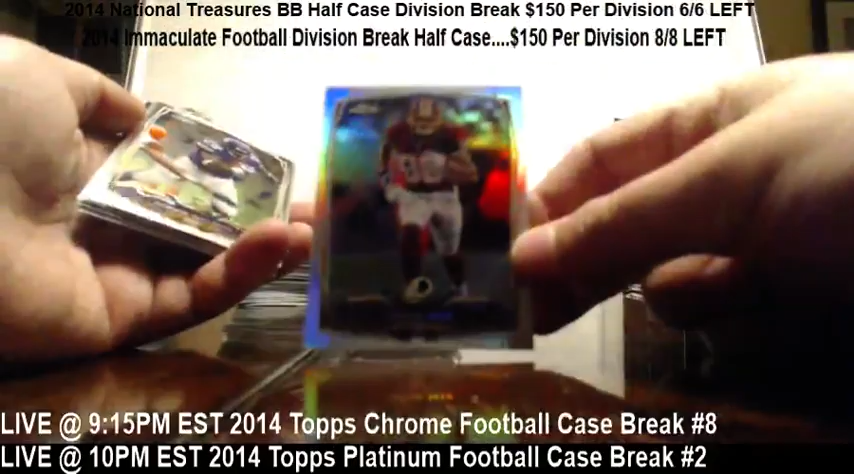 2014 National Treasures BB Half Case Division Break $150 Per Division 6/6 LEFT
2014 Immaculate Football Division Break Half Case....$150 Per Division 8/8 LEFT
LIVE @ 9:15PM EST 2014 Topps Chrome Football Case Break #8
LIVE @ 10PM EST 2014 Topps Platinum Football Case Break #2